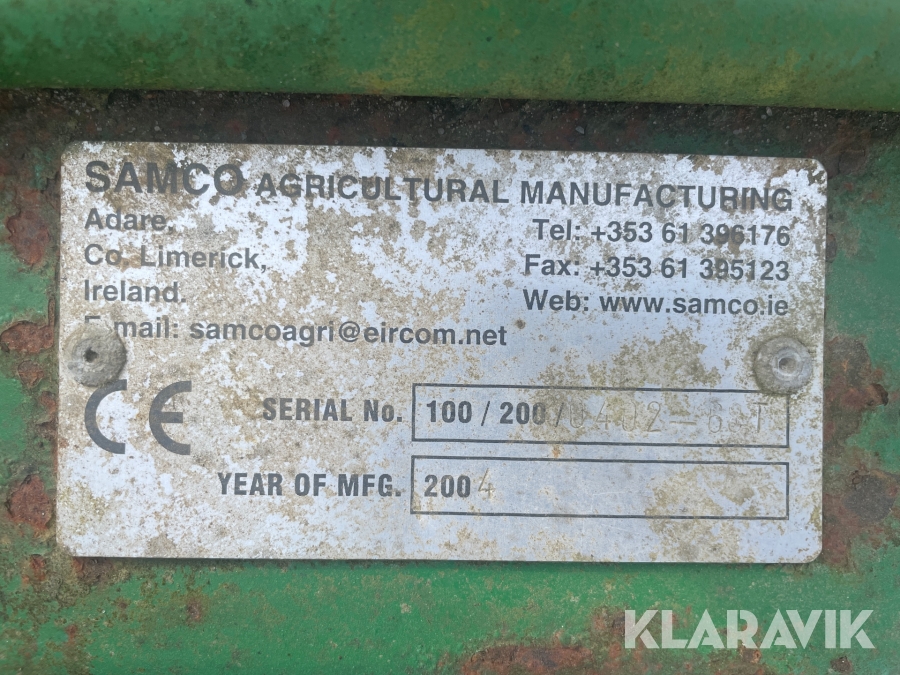 SAMCO AGRICULTURAL MANUFACTURING
Adare,
Co. Limerick,
Ireland.
E.mail: samcoagri@eircom.net
Tel: +353 61 396176
Fax: +353 61 395123
Web: www.samco.ie
CE
SERIAL No. 100 / 200 /
YEAR OF MFG. 2004
KLARAVIK